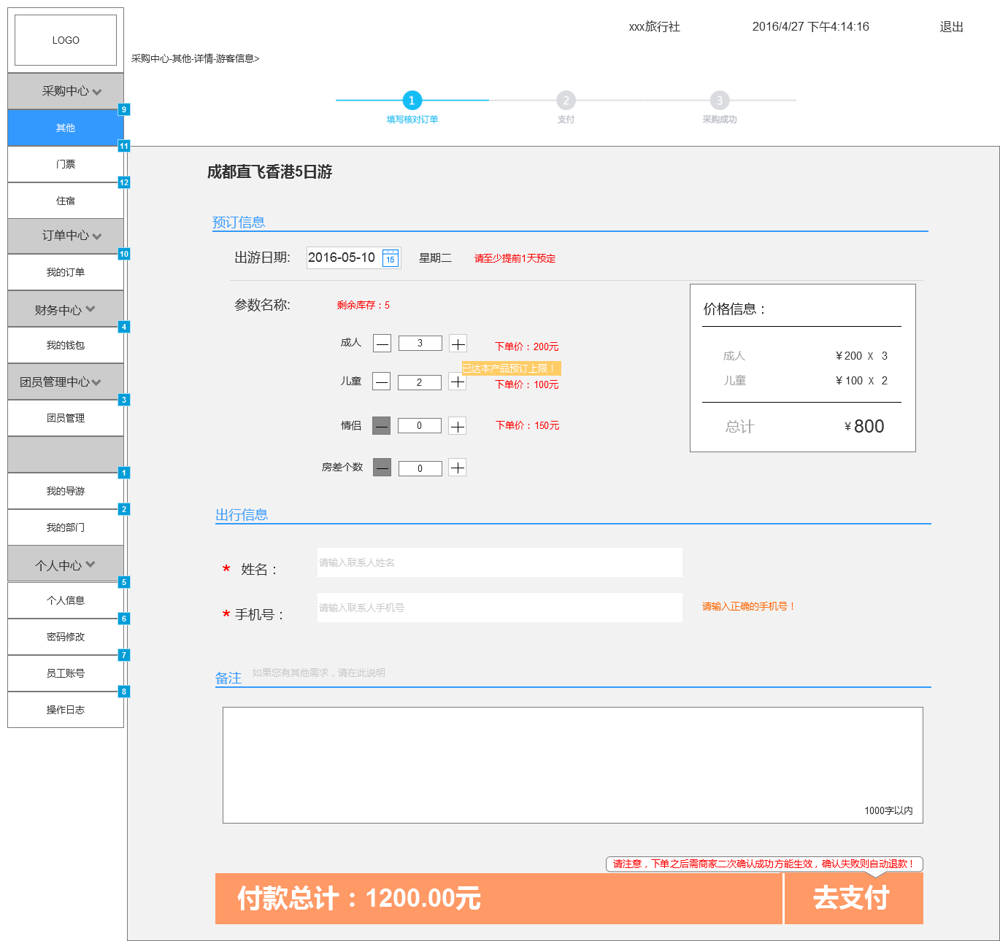 LOGO
xxx旅行社 2016/4/27 下午4:14:16 退出
采购中心-其他-详情-游客信息>
采购中心
9
其他
11
门票
12
住宿
订单中心
10
我的订单
财务中心
4
我的钱包
团员管理中心
3
团员管理
1
我的导游
2
我的部门
个人中心
5
个人信息
6
密码修改
7
员工账号
8
操作日志
1 2 3
填写核对订单 支付 采购成功
成都直飞香港5日游
预订信息
出游日期: 2016-05-10 15 星期二 请至少提前1天预定
参数名称: 剩余库存：5
成人 — 3 + 下单价：200元
已达本产品预订上限！
儿童 — 2 + 下单价：100元
情侣 — 0 + 下单价：150元
房差个数 — 0 +
价格信息：
成人 ￥200 X 3
儿童 ￥100 X 2
总计 ￥800
出行信息
* 姓名： 请输入联系人姓名
* 手机号： 请输入联系人手机号 请输入正确的手机号！
备注 如果您有其他需求，请在此说明
1000字以内
请注意，下单之后需商家二次确认成功方能生效，确认失败则自动退款！
付款总计：1200.00元 去支付